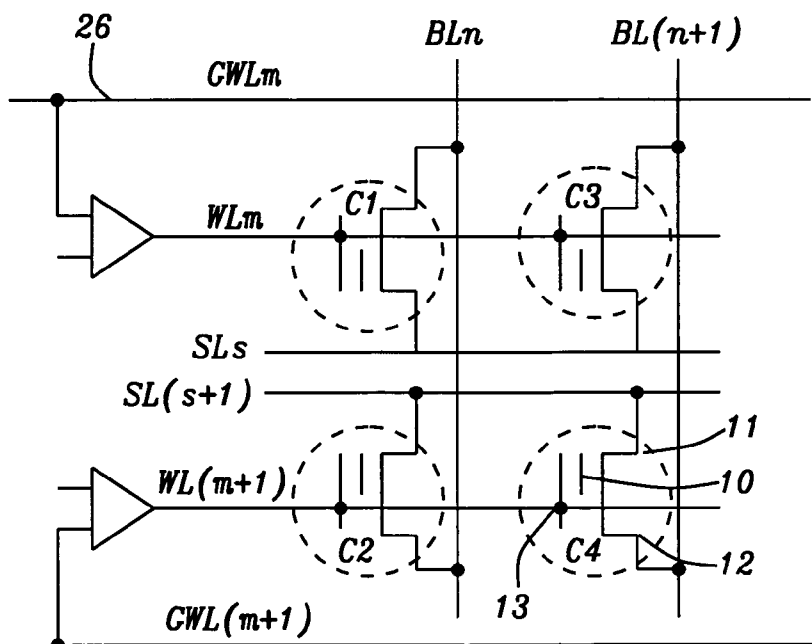 26
BLn
BL(n+1)
GWLm
C1
C3
WLm
SLs
SL(s+1)
11
WL(m+1)
10
C2
C4
12
13
GWL(m+1)